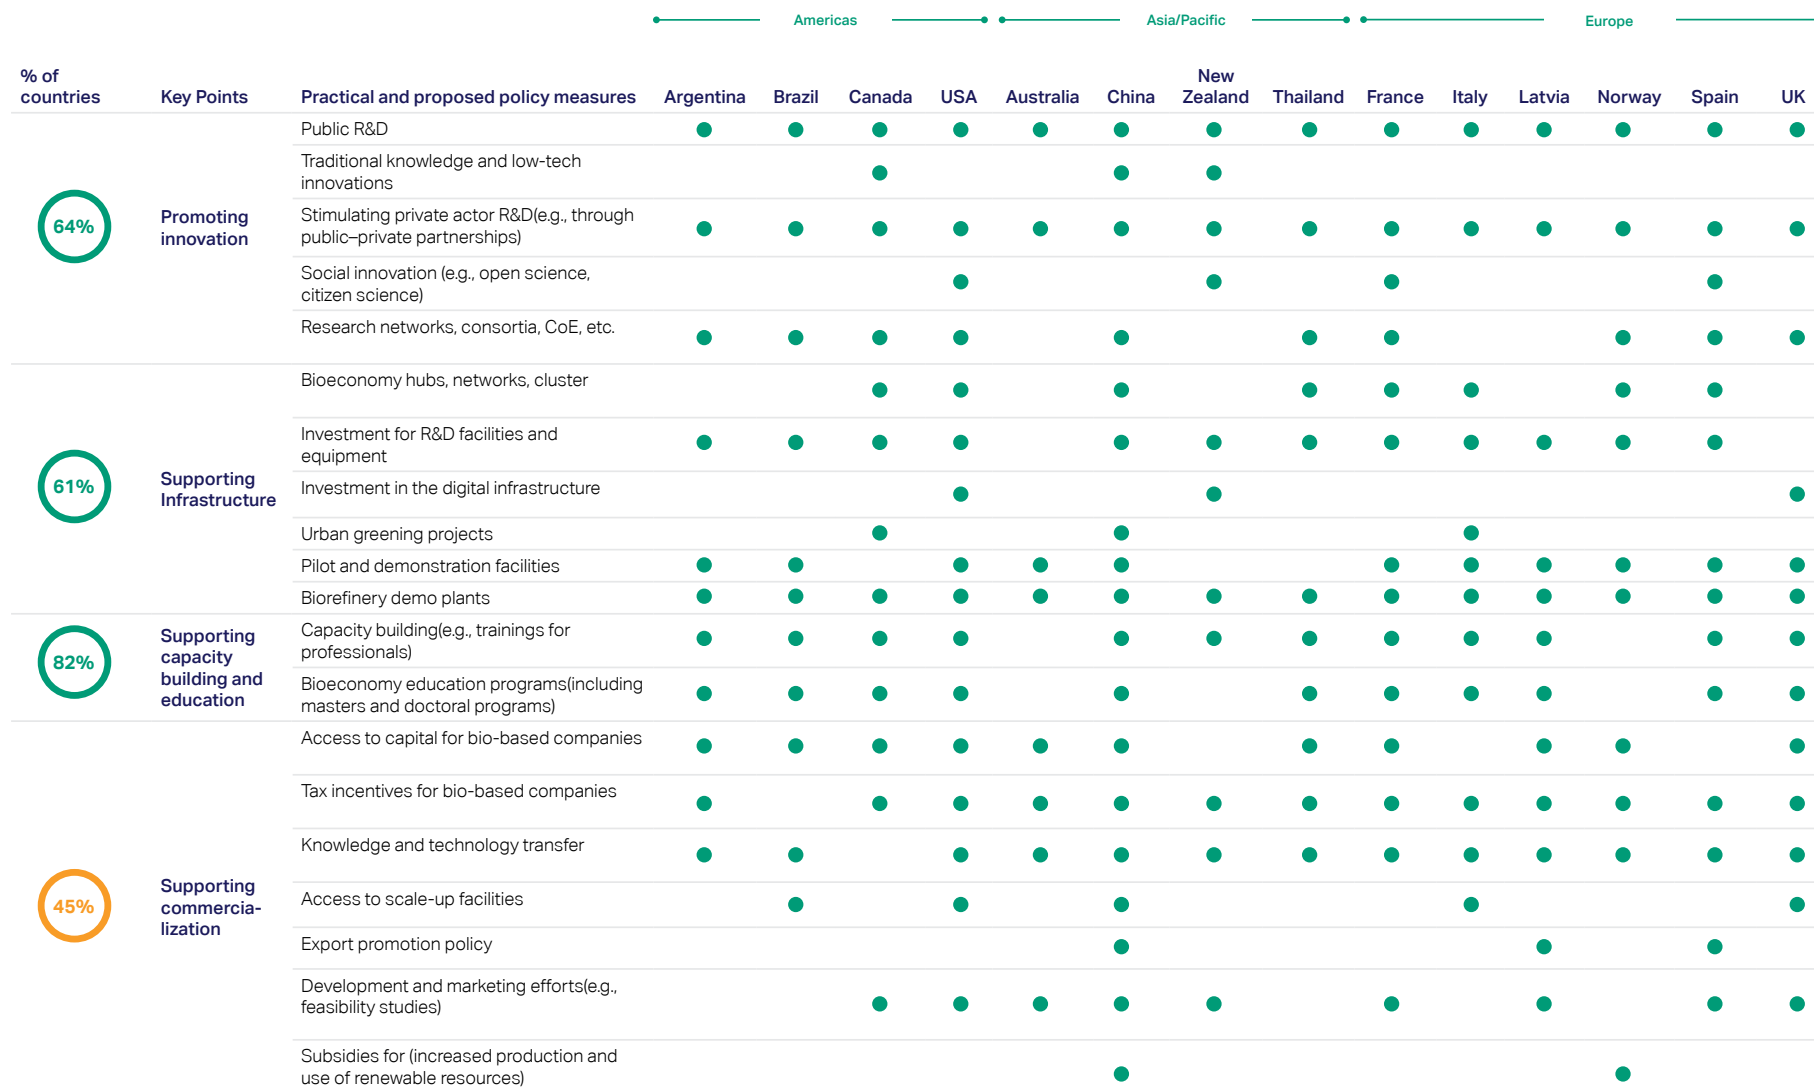 Americas Asia/Pacific Europe
% of
countries Key Points Practical and proposed policy measures Argentina Brazil Canada USA Australia China New
Zealand Thailand France Italy Latvia Norway Spain UK
Public R&D
Traditional knowledge and low-tech
innovations
64%
Promoting
innovation
Stimulating private actor R&D(e.g., through
public–private partnerships)
Social innovation (e.g., open science,
citizen science)
Research networks, consortia, CoE, etc.
Bioeconomy hubs, networks, cluster
Investment for R&D facilities and
equipment
61%
Supporting
Infrastructure
Investment in the digital infrastructure
Urban greening projects
Pilot and demonstration facilities
Biorefinery demo plants
82%
Supporting
capacity
building and
education
Capacity building(e.g., trainings for
professionals)
Bioeconomy education programs(including
masters and doctoral programs)
Access to capital for bio-based companies
Tax incentives for bio-based companies
Knowledge and technology transfer
45%
Supporting
commercia-
lization
Access to scale-up facilities
Export promotion policy
Development and marketing efforts(e.g.,
feasibility studies)
Subsidies for (increased production and
use of renewable resources)